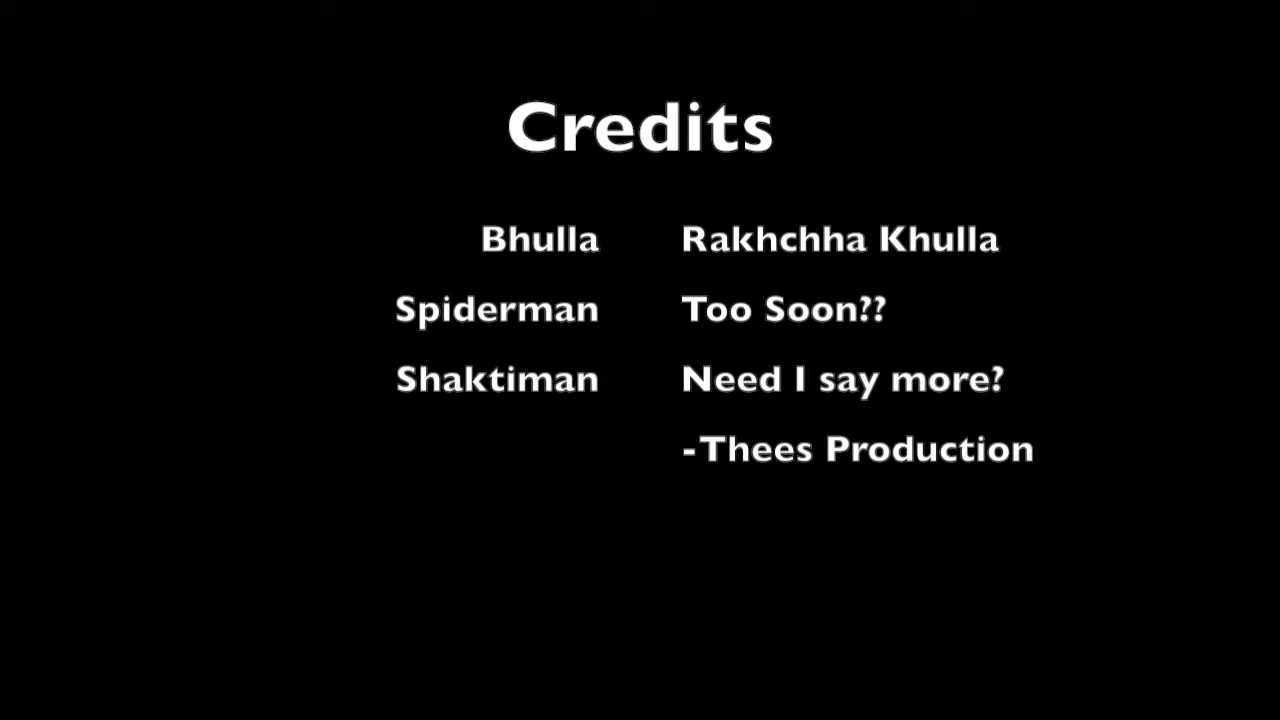 Credits
Bhulla Rakhchha Khulla
Spiderman Too Soon??
Shaktiman Need I say more?
-Thees Production